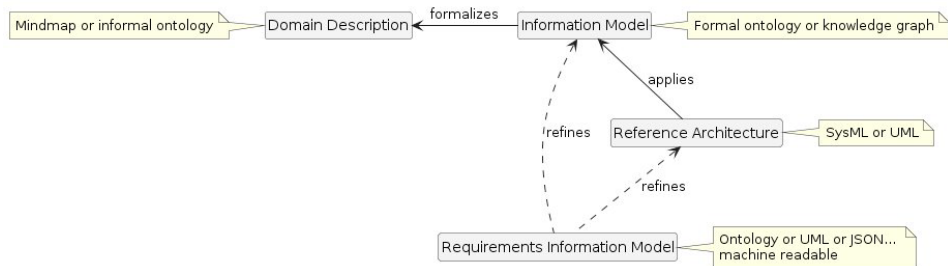 formalizes
Mindmap or informal ontology
Domain Description
Information Model
Formal ontology or knowledge graph
applies
refines
Reference Architecture
SysML or UML
refines
Requirements Information Model
Ontology or UML or JSON...
machine readable